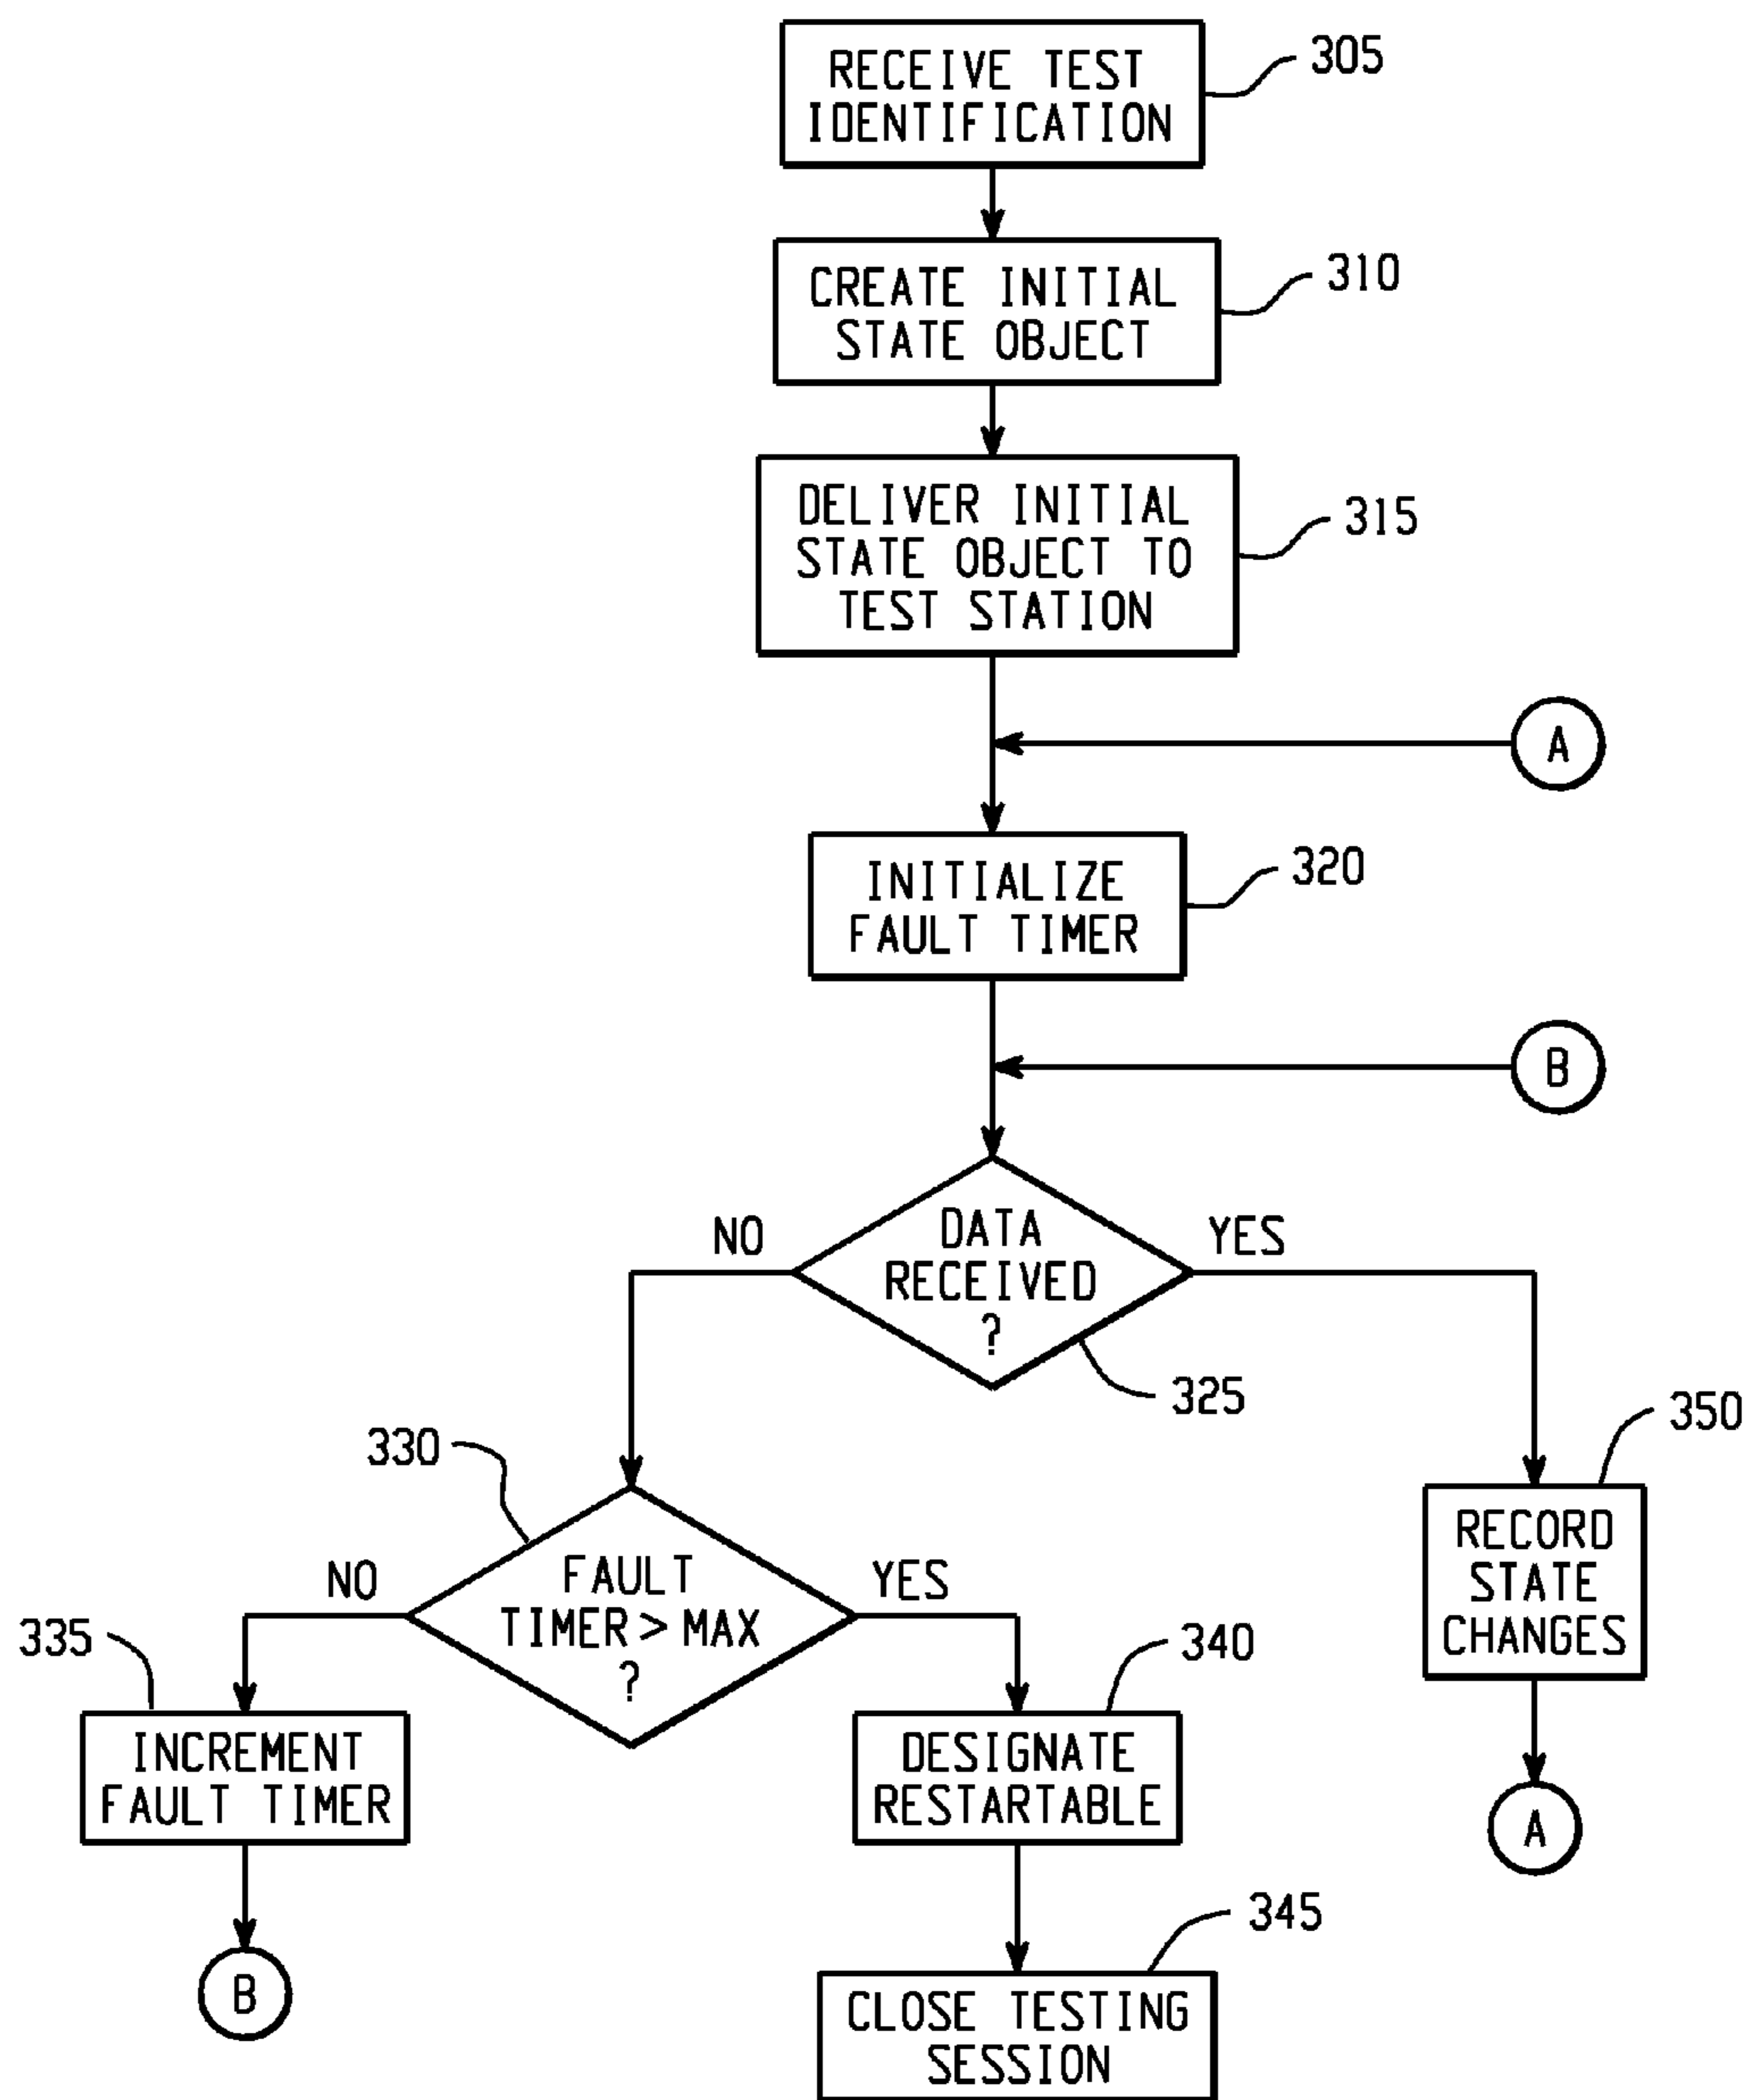 RECEIVE TEST
IDENTIFICATION
305
CREATE INITIAL
STATE OBJECT
310
DELIVER INITIAL
STATE OBJECT TO
TEST STATION
315
A
INITIALIZE
FAULT TIMER
320
B
DATA
RECEIVED
?
NO
YES
325
330
FAULT
TIMER > MAX
?
NO
YES
350
RECORD
STATE
CHANGES
335
INCREMENT
FAULT TIMER
340
DESIGNATE
RESTARTABLE
A
B
345
CLOSE TESTING
SESSION